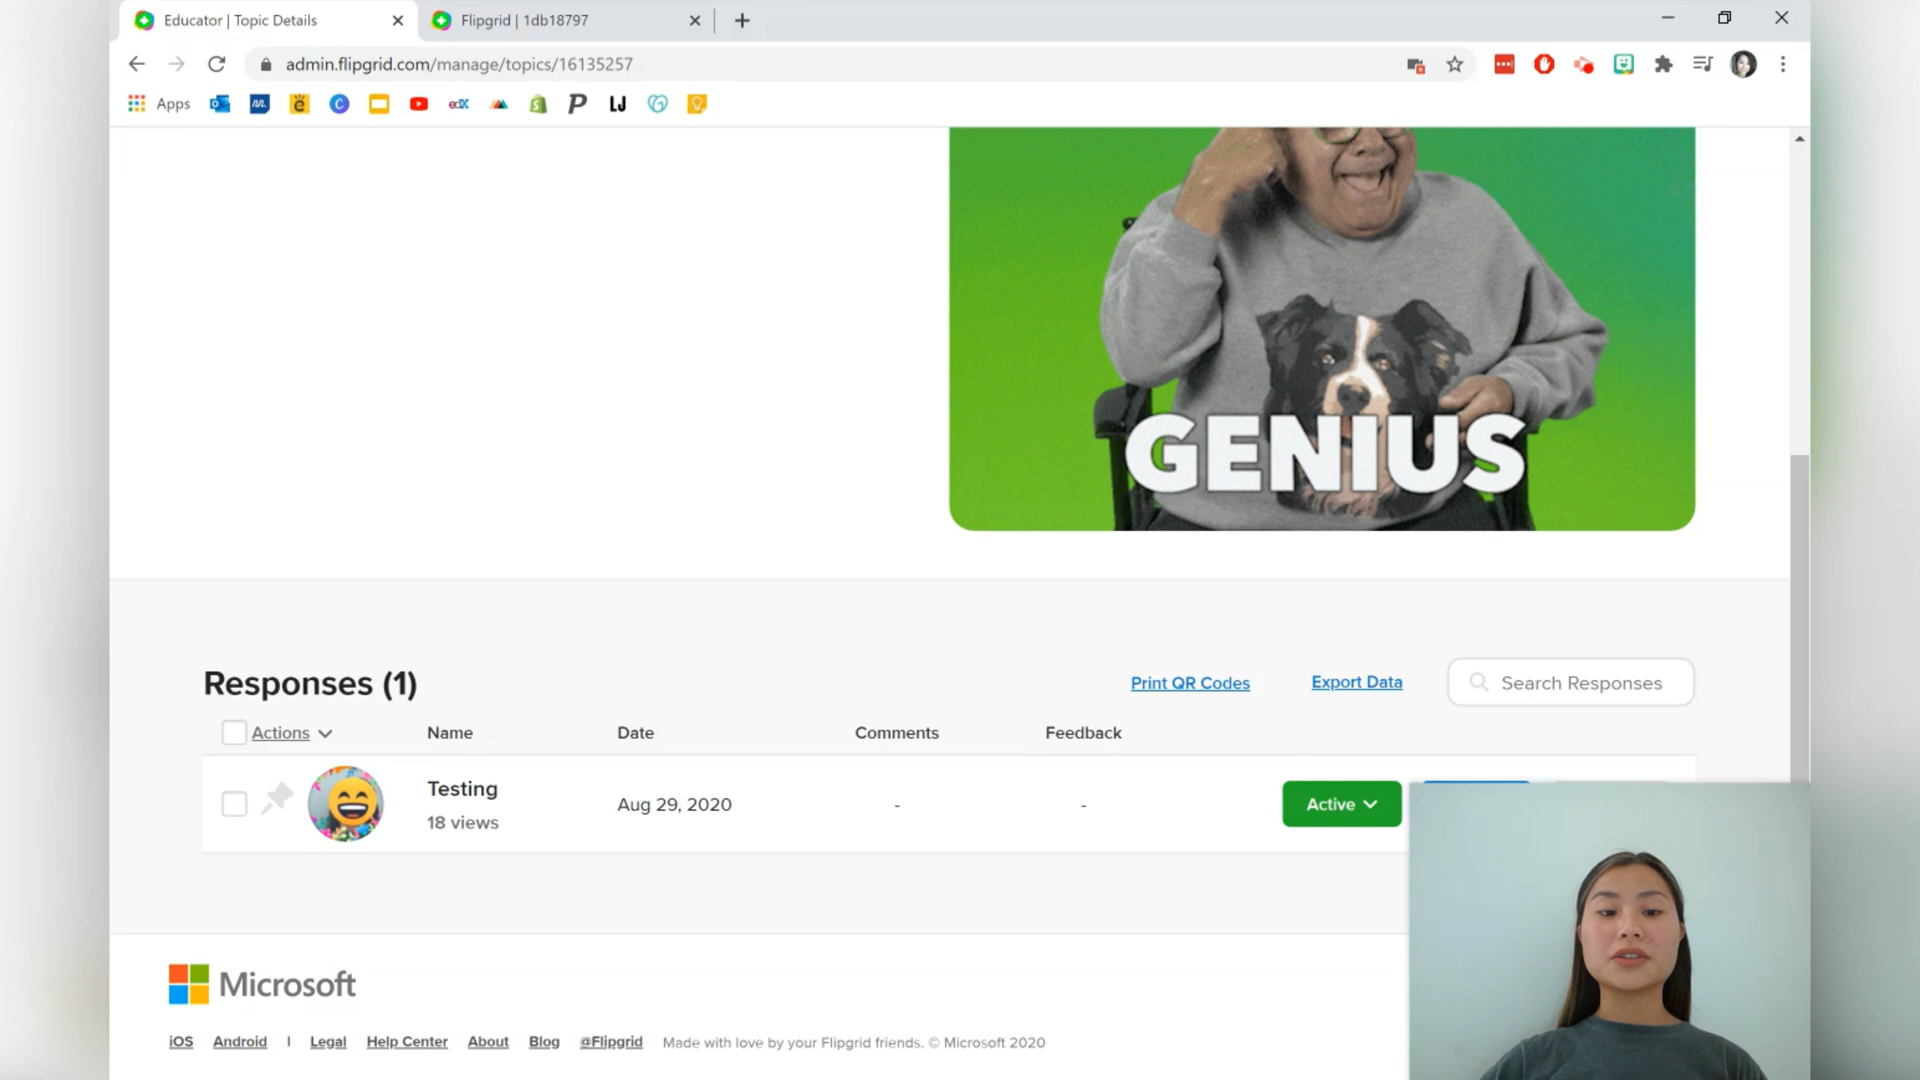 Educator | Topic Details
Flipgrid | 1db18797
admin.flipgrid.com/manage/topics/16135257
Apps
edX
P
LJ
GENIUS
Responses (1)
Print QR Codes
Export Data
Search Responses
Actions
Name
Date
Comments
Feedback
Testing
18 views
Aug 29, 2020
-
-
Active
Microsoft
iOS
Android
|
Legal
Help Center
About
Blog
@Flipgrid
Made with love by your Flipgrid friends. © Microsoft 2020